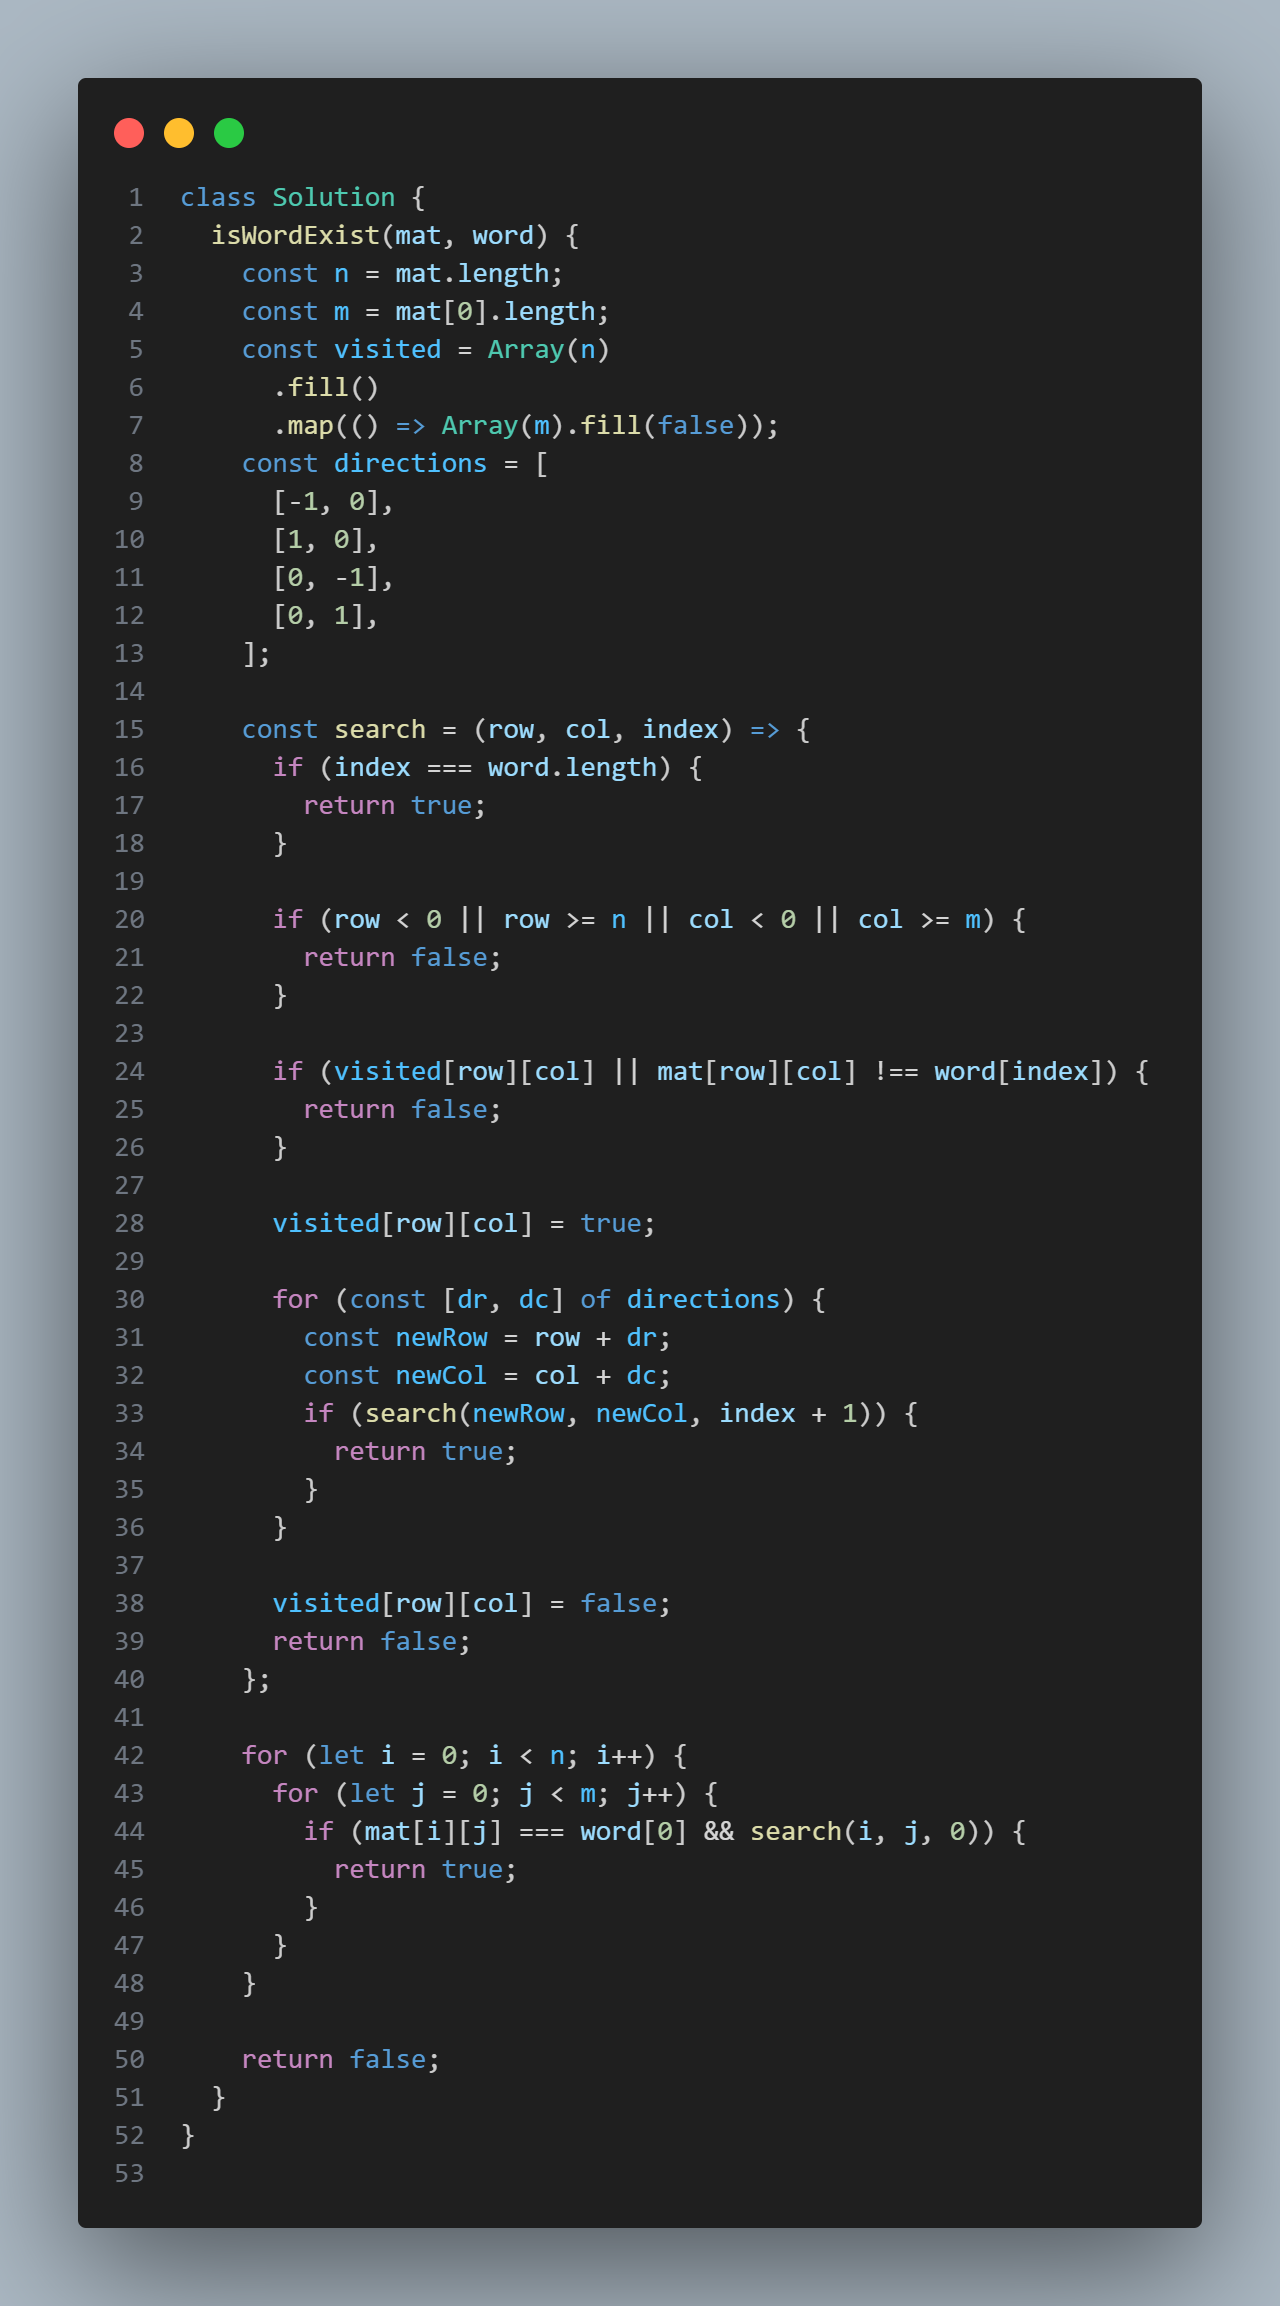 1 class Solution {
2   isWordExist(mat, word) {
3     const n = mat.length;
4     const m = mat[0].length;
5     const visited = Array(n)
6       .fill()
7       .map(() => Array(m).fill(false));
8     const directions = [
9       [-1, 0],
10       [1, 0],
11       [0, -1],
12       [0, 1],
13     ];
14
15     const search = (row, col, index) => {
16       if (index === word.length) {
17         return true;
18       }
19
20       if (row < 0 || row >= n || col < 0 || col >= m) {
21         return false;
22       }
23
24       if (visited[row][col] || mat[row][col] !== word[index]) {
25         return false;
26       }
27
28       visited[row][col] = true;
29
30       for (const [dr, dc] of directions) {
31         const newRow = row + dr;
32         const newCol = col + dc;
33         if (search(newRow, newCol, index + 1)) {
34           return true;
35         }
36       }
37
38       visited[row][col] = false;
39       return false;
40     };
41
42     for (let i = 0; i < n; i++) {
43       for (let j = 0; j < m; j++) {
44         if (mat[i][j] === word[0] && search(i, j, 0)) {
45           return true;
46         }
47       }
48     }
49
50     return false;
51   }
52 }
53